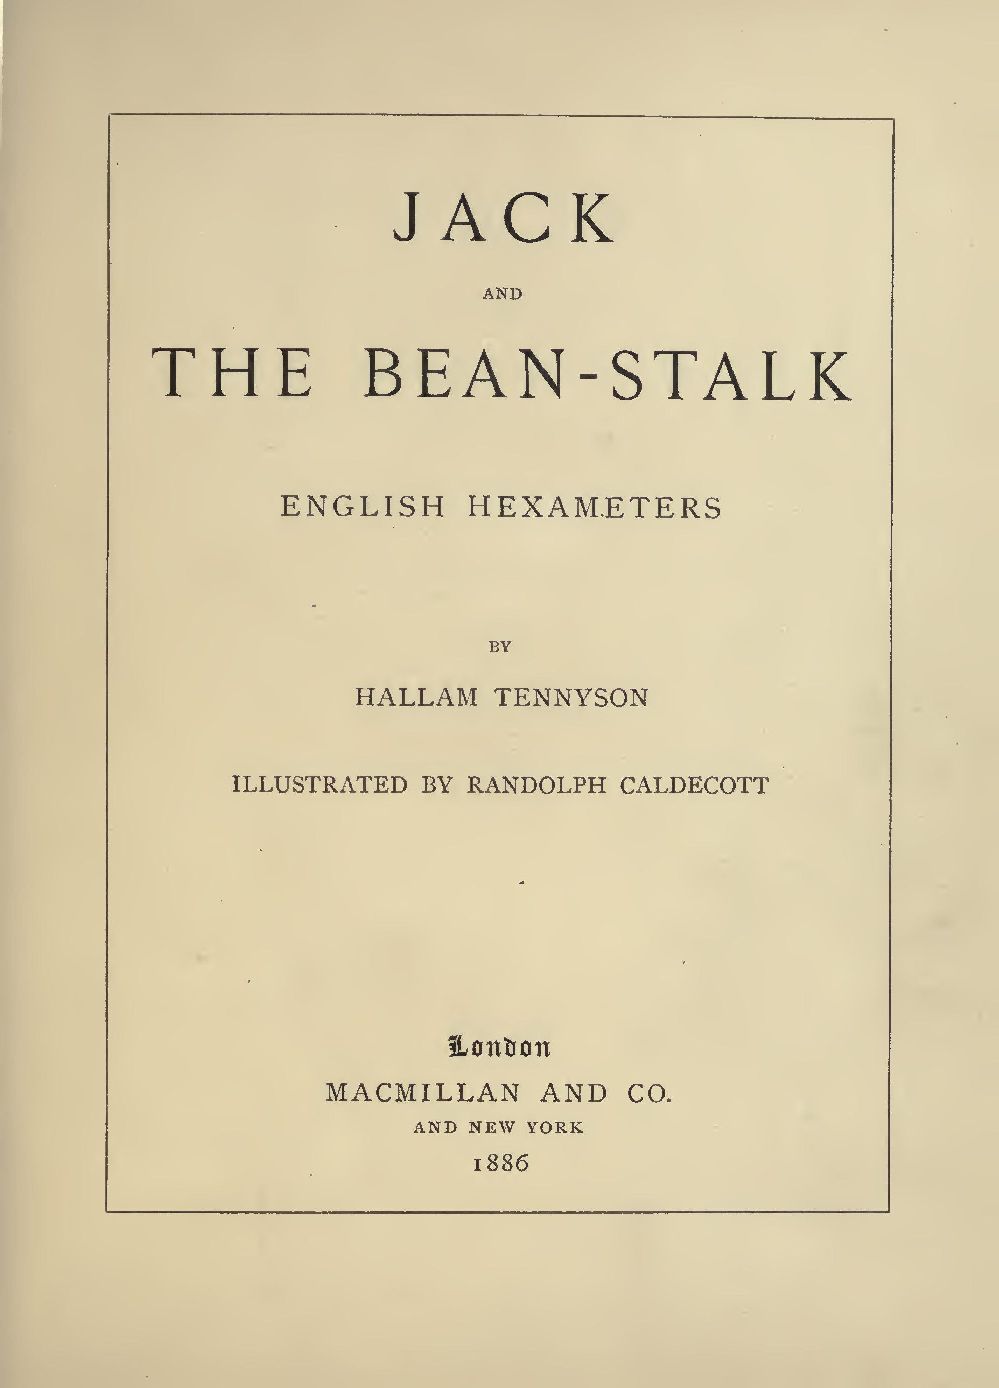 JACK
AND
THE BEAN-STALK
ENGLISH HEXAMETERS
BY
HALLAM TENNYSON
ILLUSTRATED BY RANDOLPH CALDECOTT
London
MACMILLAN AND CO.
AND NEW YORK
1886